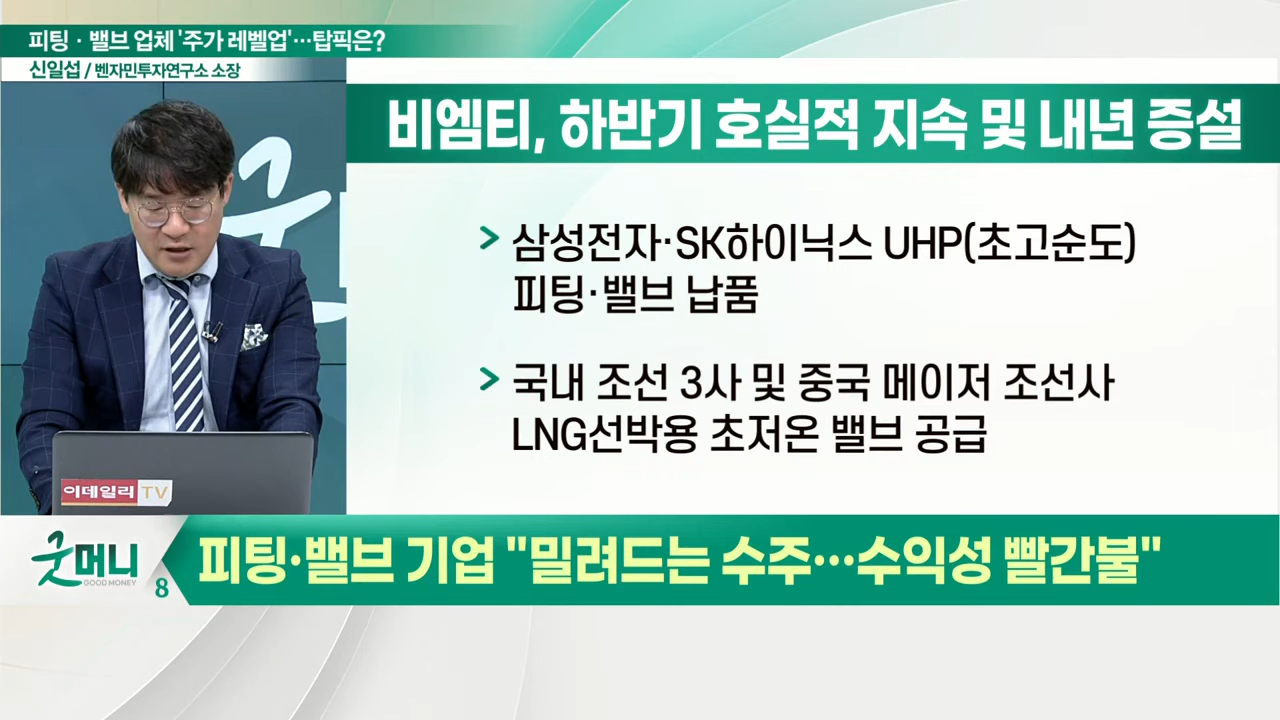 피팅·밸브 업체 '주가 레벨업'…탑픽은?
신일섭 / 벤자민투자연구소 소장
비엠티, 하반기 호실적 지속 및 내년 증설
> 삼성전자·SK하이닉스 UHP(초고순도)
피팅·밸브 납품
> 국내 조선 3사 및 중국 메이저 조선사
LNG선박용 초저온 밸브 공급
이데일리 TV
굿머니
GOOD MONEY
8
피팅·밸브 기업 "밀려드는 수주…수익성 빨간불"